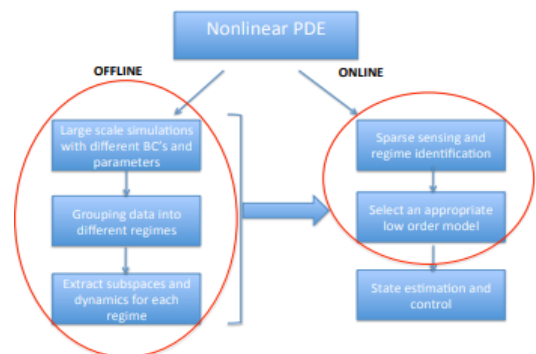 Nonlinear PDE
OFFLINE
ONLINE
Large scale simulations
with different BC's and
parameters
Grouping data into
different regimes
Extract subspaces and
dynamics for each
regime
Sparse sensing and
regime identification
Select an appropriate
low order model
State estimation and
control